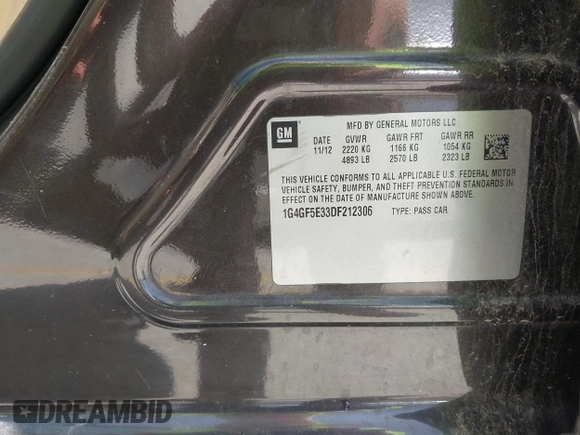 GM
MFD BY GENERAL MOTORS LLC
DATE GVWR GAWR FRT GAWR RR
11/12 2220 KG 1166 KG 1054 KG
4893 LB 2570 LB 2323 LB
THIS VEHICLE CONFORMS TO ALL APPLICABLE U.S. FEDERAL MOTOR
VEHICLE SAFETY, BUMPER, AND THEFT PREVENTION STANDARDS IN
EFFECT ON THE DATE OF MANUFACTURE SHOWN ABOVE.
1G4GF5E33DF212306 TYPE: PASS CAR
DREAMBID